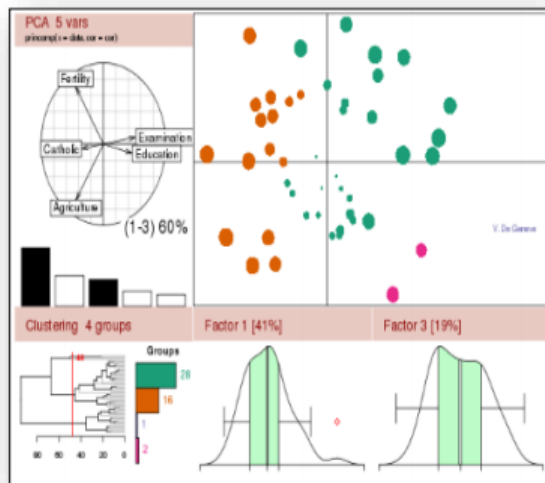 PCA 5 vars
princomp(x = data, cor = cor)
Fertility
Catholic
Examination
Education
Agriculture
(1-3) 60%
V. De Geneve
Clustering 4 groups
Factor 1 [41%]
Factor 3 [19%]
Groups
28
16
1
2
80 60 40 20 0